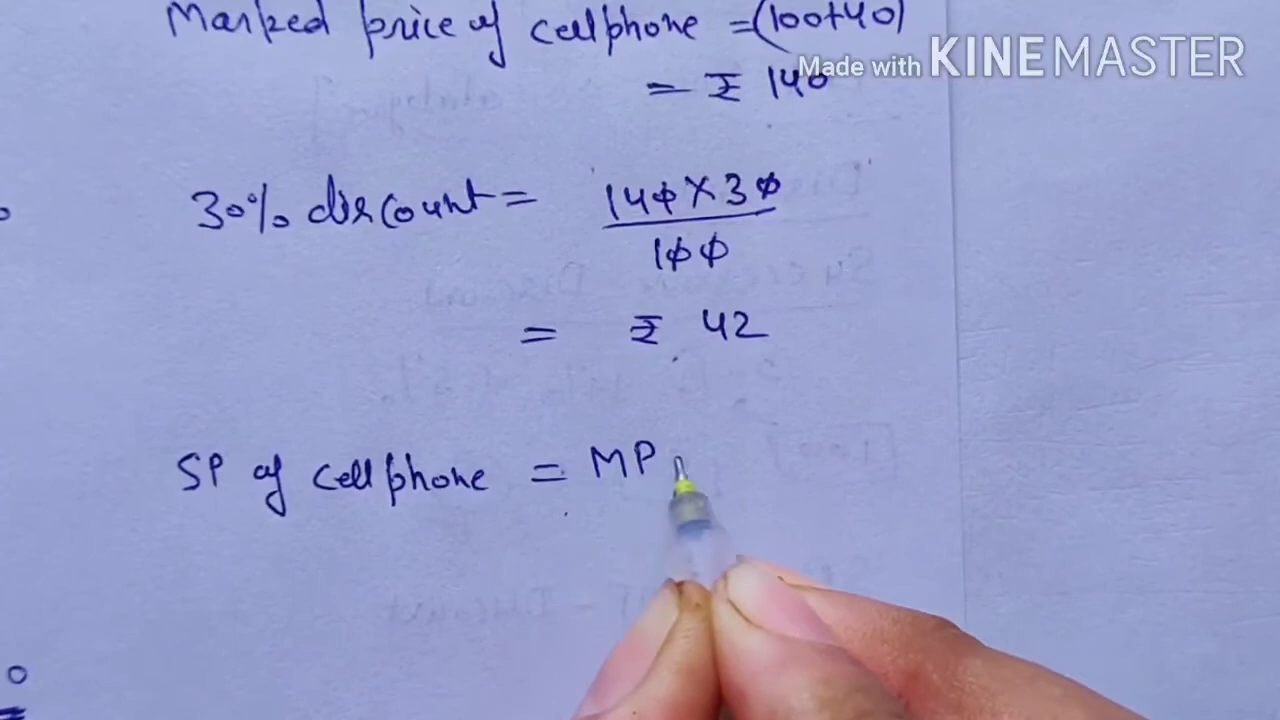 Marked price of cellphone = (100+40)
Made with KINEMASTER
= ₹ 140
30% discount = 140 X 30
100
= ₹ 42
SP of cellphone = MP